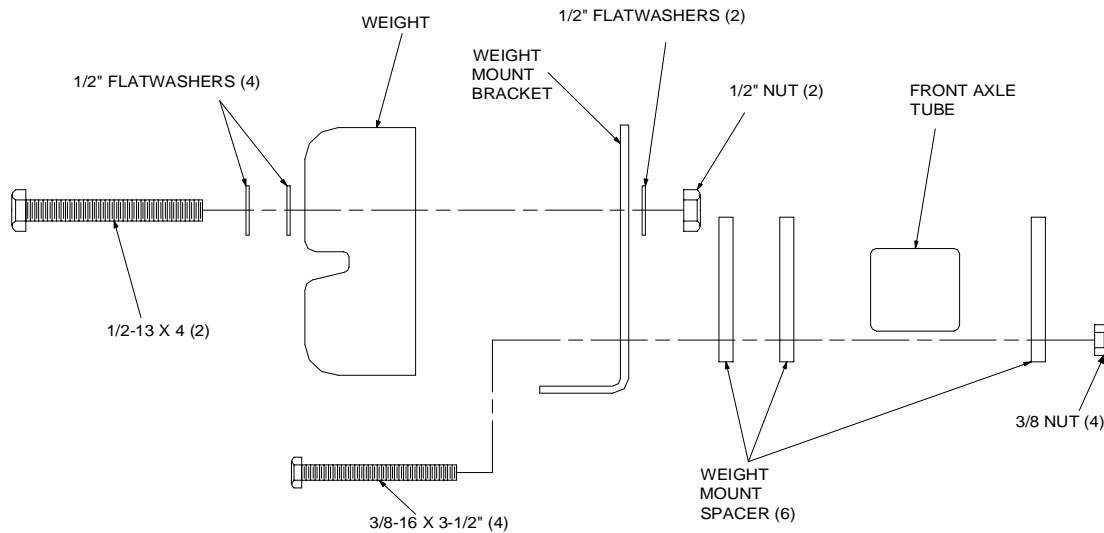 WEIGHT
1/2" FLATWASHERS (2)
WEIGHT
MOUNT
BRACKET
1/2" FLATWASHERS (4)
1/2" NUT (2)
FRONT AXLE
TUBE
1/2-13 X 4 (2)
3/8 NUT (4)
WEIGHT
MOUNT
SPACER (6)
3/8-16 X 3-1/2" (4)